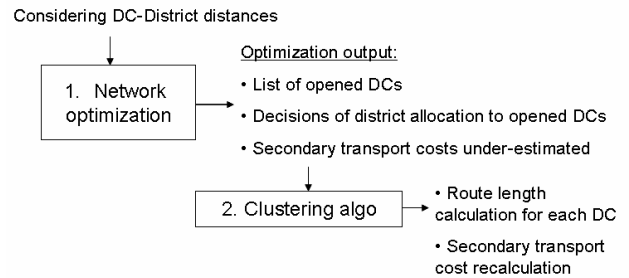 Considering DC-District distances
1. Network
optimization
Optimization output:
• List of opened DCs
• Decisions of district allocation to opened DCs
• Secondary transport costs under-estimated
2. Clustering algo
• Route length
calculation for each DC
• Secondary transport
cost recalculation